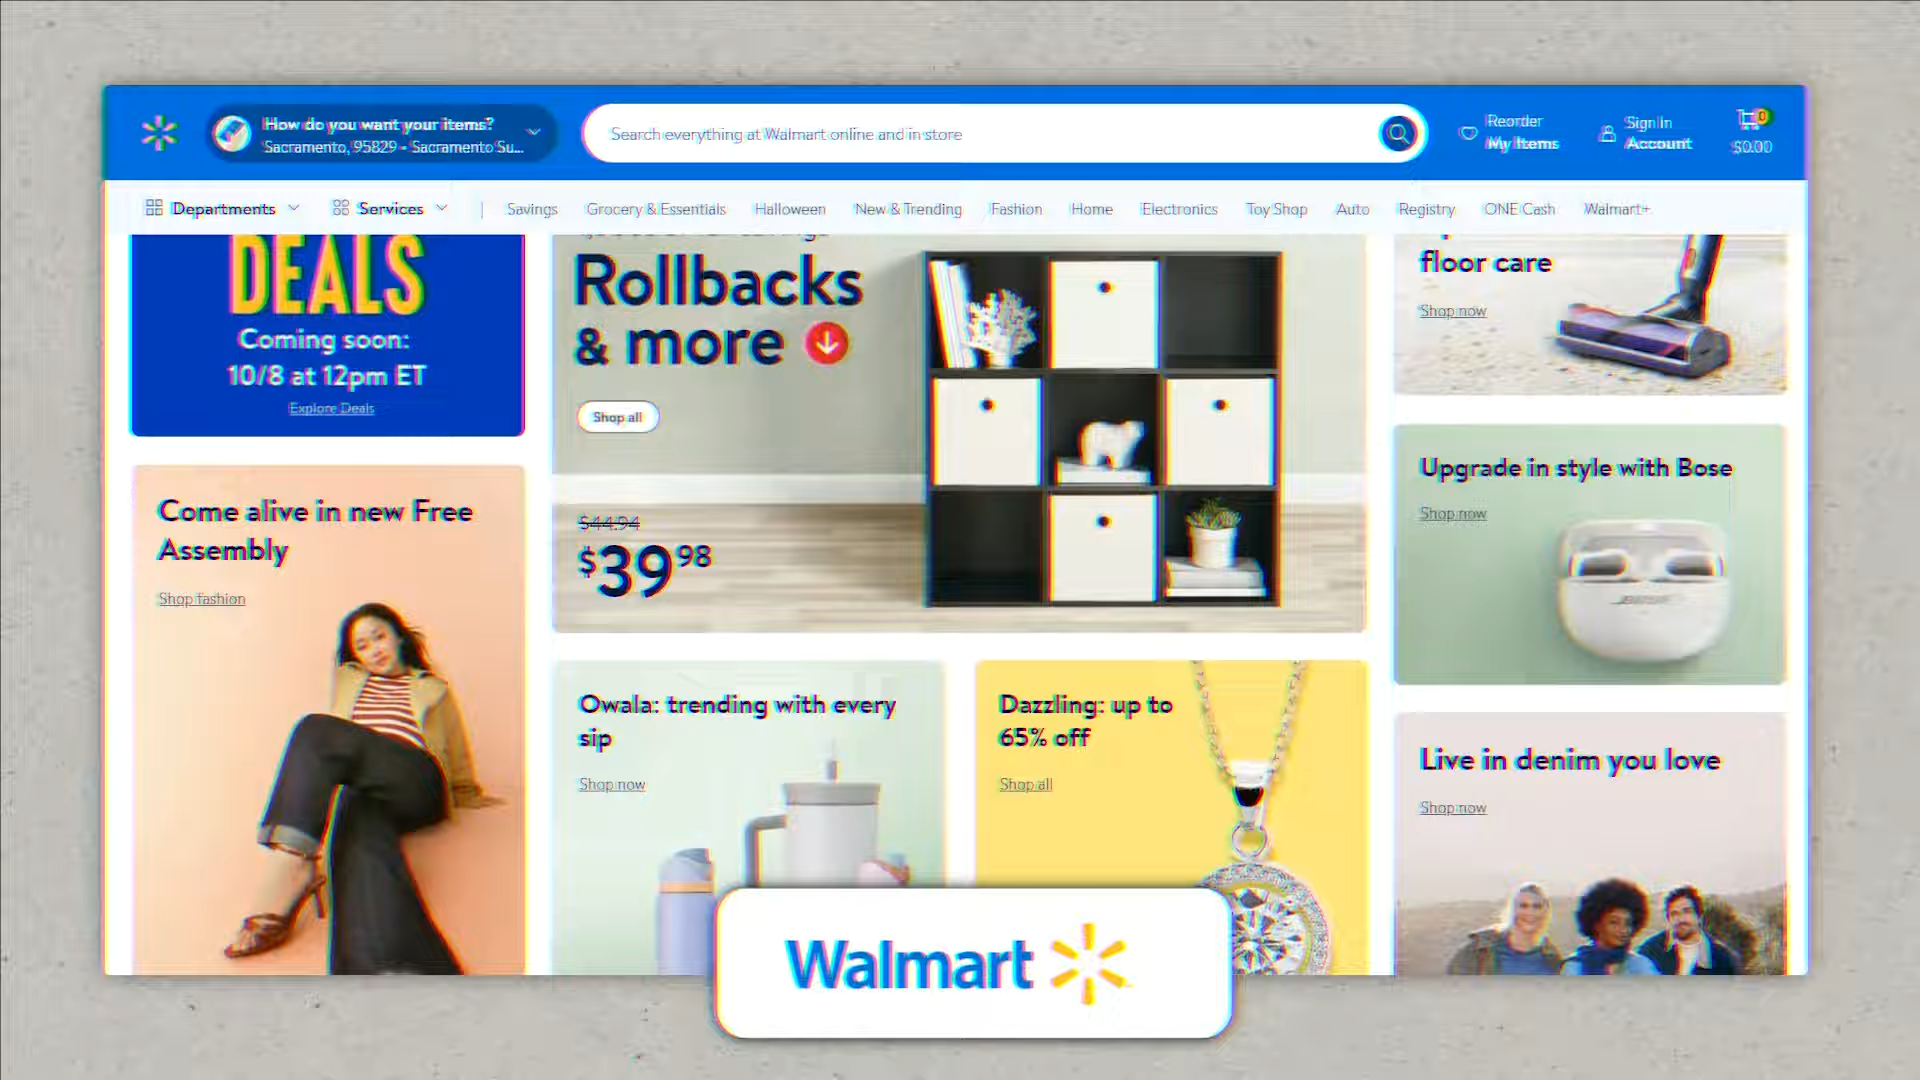 How do you want your items?
Sacramento, 95829 - Sacramento Su...
Search everything at Walmart online and in store
Reorder
My Items
Sign In
Account
0
$0.00
Departments
Services
Savings
Grocery & Essentials
Halloween
New & Trending
Fashion
Home
Electronics
Toy Shop
Auto
Registry
ONE Cash
Walmart+
DEALS
Coming soon:
10/8 at 12pm ET
Explore Deals
Come alive in new Free
Assembly
Shop fashion
Rollbacks
& more
Shop all
$44.94
$39 98
Owala: trending with every
sip
Shop now
Dazzling: up to
65% off
Shop all
floor care
Shop now
Upgrade in style with Bose
Shop now
Live in denim you love
Shop now
Walmart